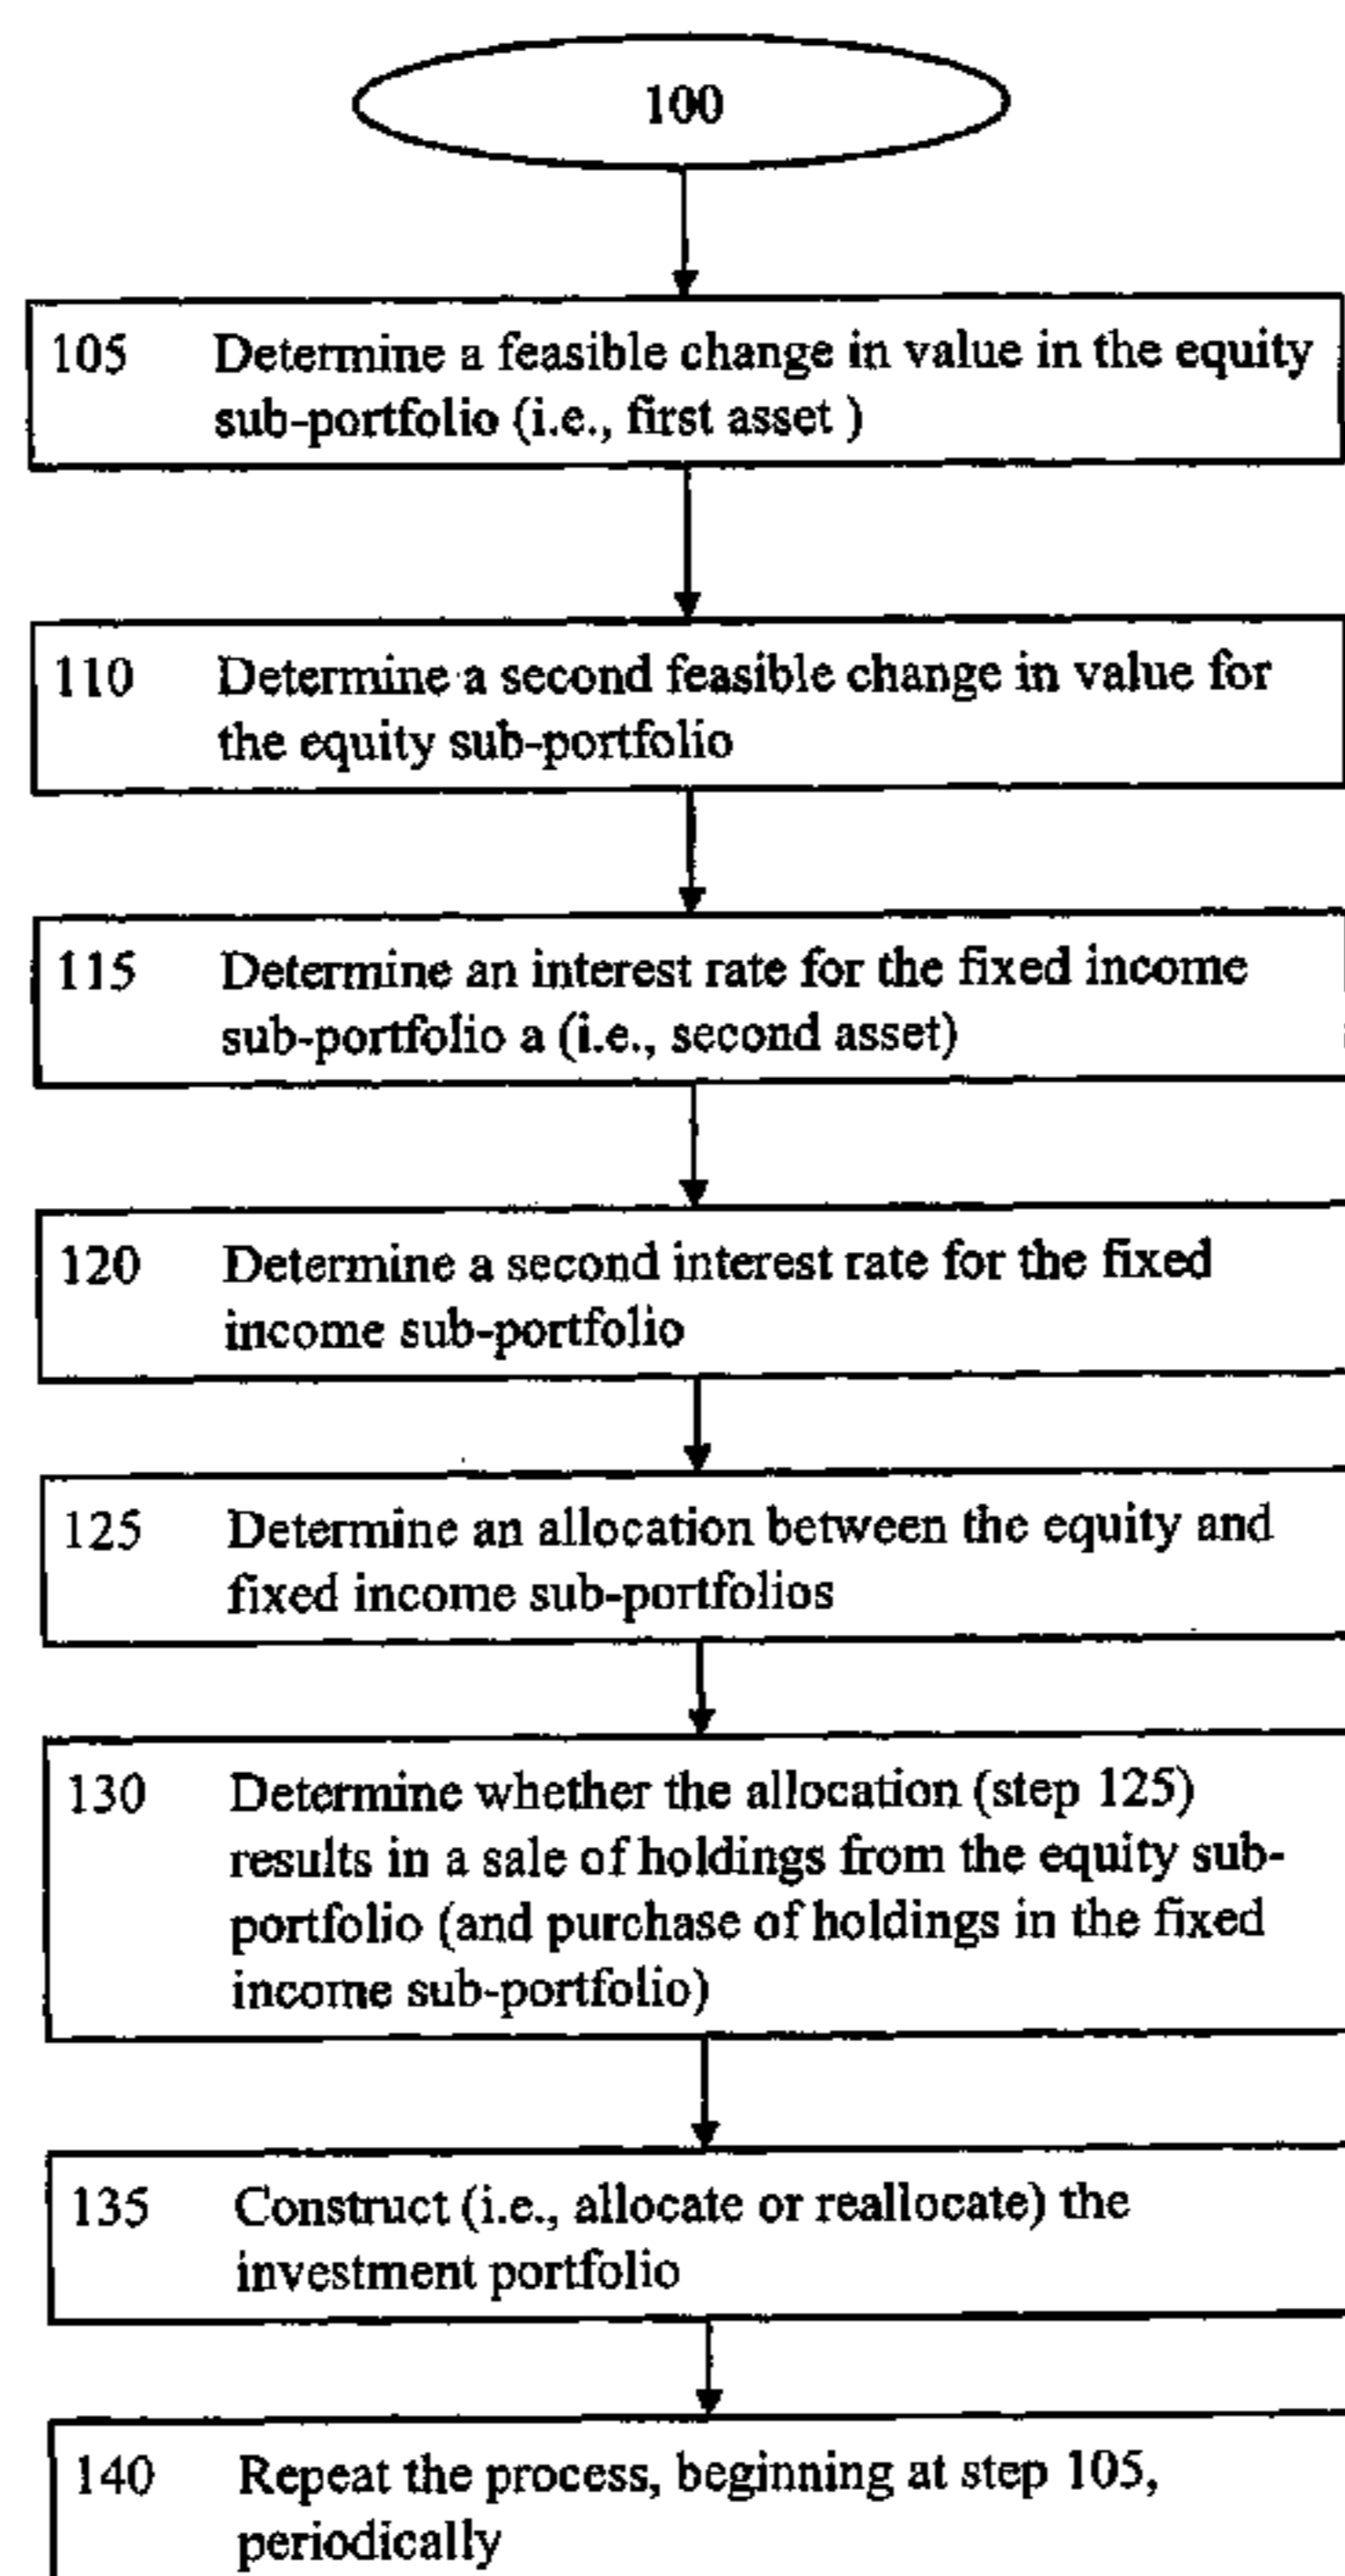 100
105 Determine a feasible change in value in the equity
sub-portfolio (i.e., first asset )
110 Determine a second feasible change in value for
the equity sub-portfolio
115 Determine an interest rate for the fixed income
sub-portfolio a (i.e., second asset)
120 Determine a second interest rate for the fixed
income sub-portfolio
125 Determine an allocation between the equity and
fixed income sub-portfolios
130 Determine whether the allocation (step 125)
results in a sale of holdings from the equity sub-
portfolio (and purchase of holdings in the fixed
income sub-portfolio)
135 Construct (i.e., allocate or reallocate) the
investment portfolio
140 Repeat the process, beginning at step 105,
periodically